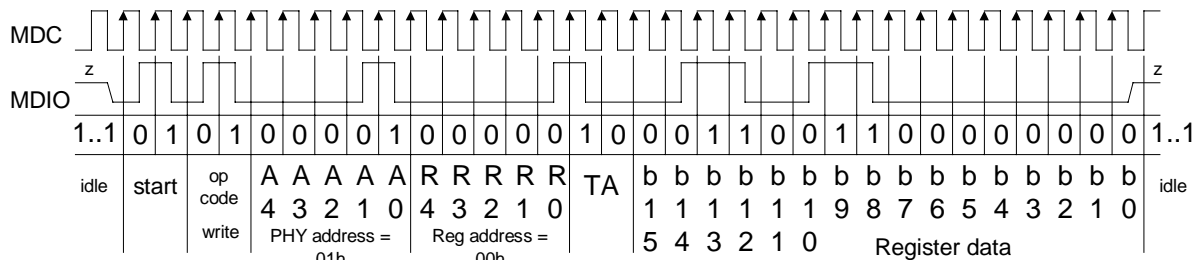 MDC
z z
MDIO
1..1 0 1 0 1 0 0 0 0 1 0 0 0 0 0 1 0 0 0 1 1 0 0 1 1 0 0 0 0 0 0 0 0 1..1
idle start op A A A A A R R R R R TA b b b b b b b b b b b b b b b b idle
code 4 3 2 1 0 4 3 2 1 0 1 1 1 1 1 1 9 8 7 6 5 4 3 2 1 0
write PHY address = Reg address = 5 4 3 2 1 0 Register data
01h 00h